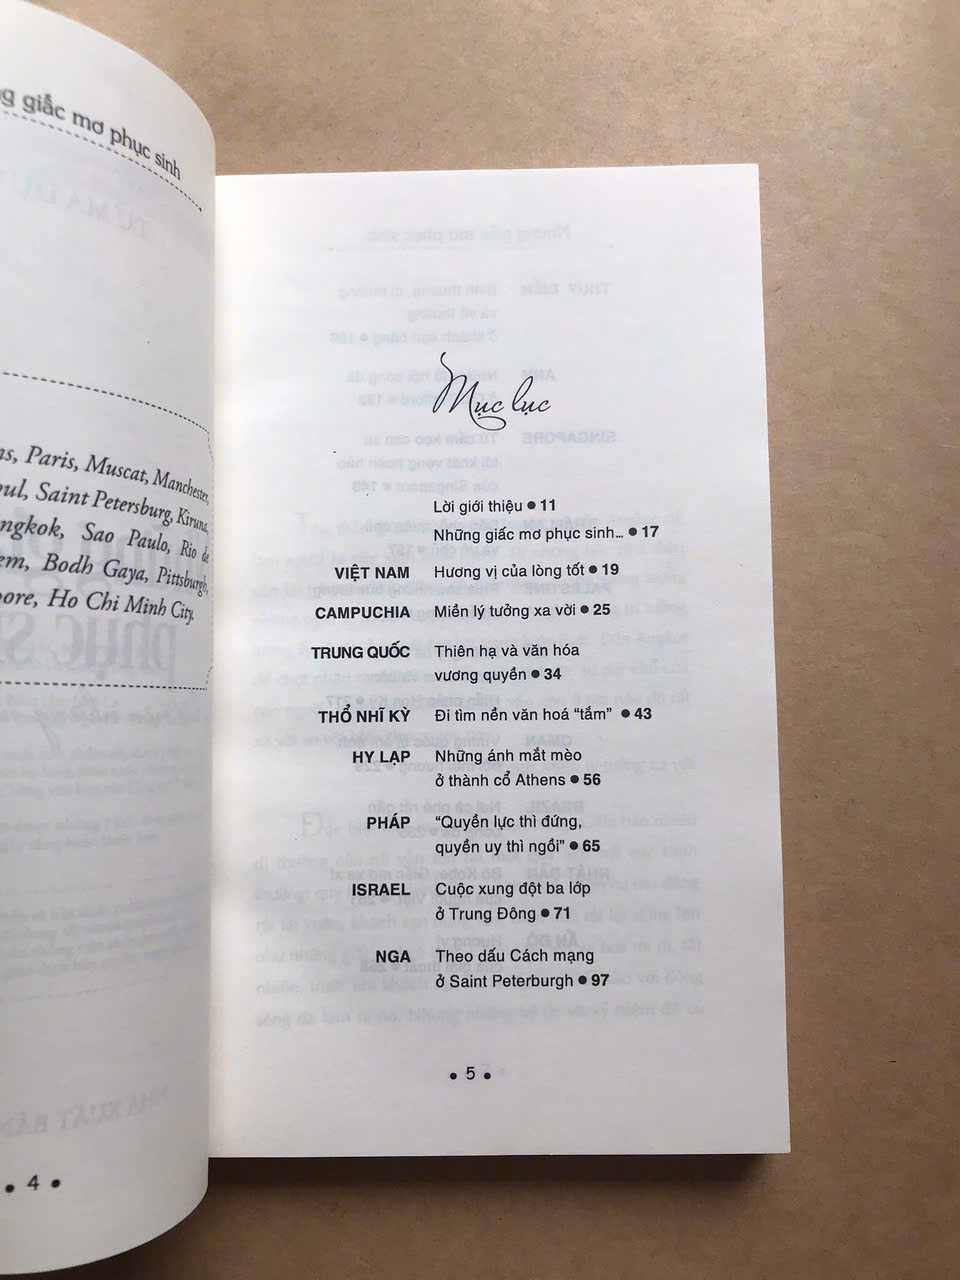 giấc mơ phục sinh
Paris, Muscat, Manchester,
Saint Petersburg, Kiruna,
Sao Paulo, Rio de
Bodh Gaya, Pittsburgh,
Ho Chi Minh City.
4
Mục lục
Lời giới thiệu • 11
Những giấc mơ phục sinh... • 17
VIỆT NAM Hương vị của lòng tốt • 19
CAMPUCHIA Miền lý tưởng xa vời • 25
TRUNG QUỐC Thiên hạ và văn hóa
vương quyền • 34
THỔ NHĨ KỲ Đi tìm nền văn hoá “tắm” • 43
HY LẠP Những ánh mắt mèo
ở thành cổ Athens • 56
PHÁP “Quyền lực thì đứng,
quyền uy thì ngồi” • 65
ISRAEL Cuộc xung đột ba lớp
ở Trung Đông • 71
NGA Theo dấu Cách mạng
ở Saint Peterburgh • 97
• 5 •